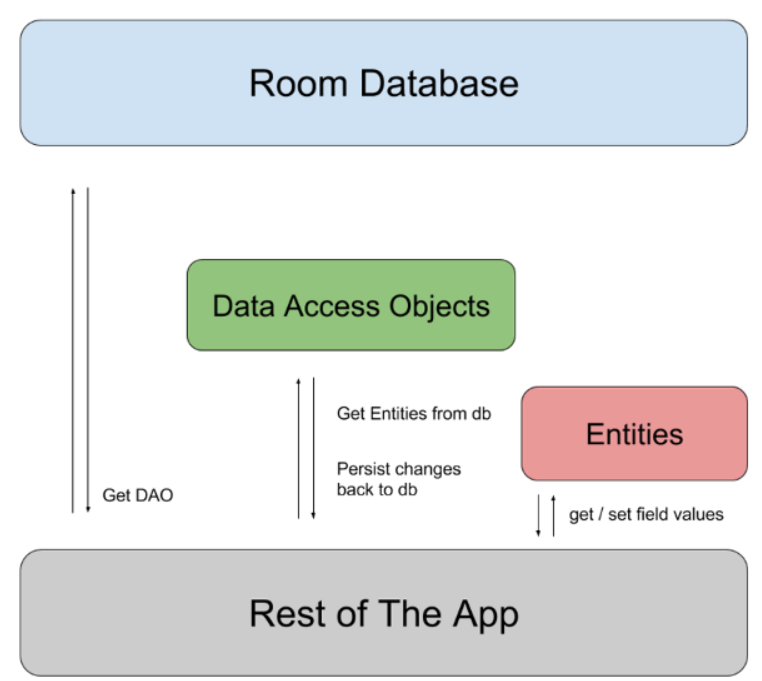 Room Database
Data Access Objects
Get Entities from db
Persist changes
back to db
Entities
Get DAO
get / set field values
Rest of The App